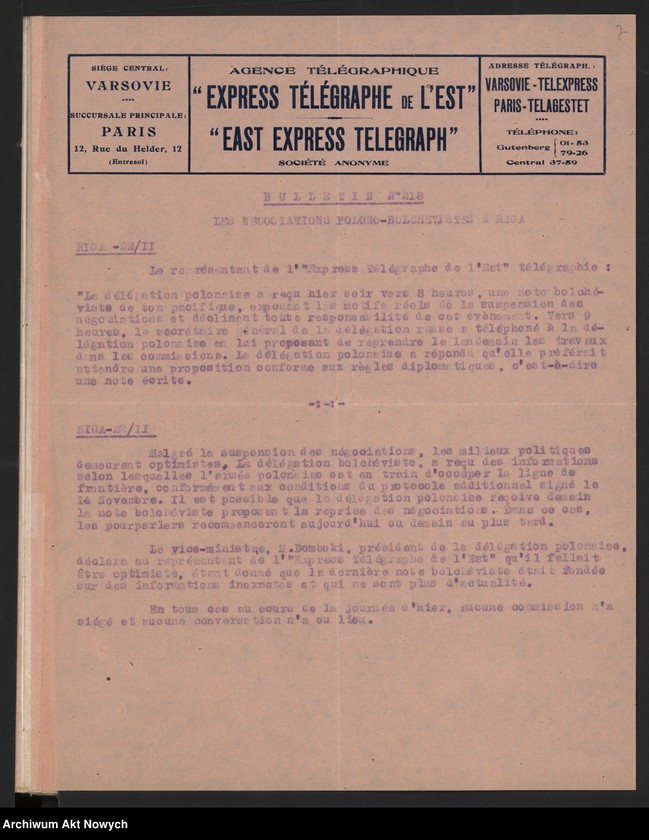 7
SIÈGE CENTRAL:
VARSOVIE
••••
SUCCURSALE PRINCIPALE:
PARIS
12, Rue du Helder, 12
(Entresol)
AGENCE TÉLÉGRAPHIQUE
"EXPRESS TÉLÉGRAPHE DE L'EST"
"EAST EXPRESS TELEGRAPH"
SOCIÉTÉ ANONYME
ADRESSE TÉLÉGRAPH.:
VARSOVIE-TELEXPRESS
PARIS-TELAGESTET
••••
TÉLÉPHONE:
Gutenberg { 01-53
79-26
Central 37-59
BULLETIN N°218
LES NEGOCIATIONS POLONO-BOLCHEVISTES A RIGA
RIGA -22/II
Le représentant de l'"Express Télégraphe de l'Est" télégraphie :
"La délégation polonaise a reçu hier soir vers 8 heures, une note bolché-
viste de ton pacifique, exposant les motifs réels de la suspension des
négociations et déclinant toute responsabilité de cet évènement. Vers 9
heures, le secrétaire général de la délégation russe a téléphoné à la dé-
légation polonaise en lui proposant de reprendre le lendemain les travaux
dans les commissions. La délégation polonaise a répondu qu'elle préférait
attendre une proposition conforme aux règles diplomatiques, c'est-à-dire
une note écrite.
-:-:-
RIGA-22/II
Malgré la suspension des négociations, les milieux politiques
demeurent optimistes. La délégation bolchéviste, a reçu des informations
selon lesquelles l'armée polonaise est en train d'occuper la ligne de
frontière, conformément aux conditions du protocole additionnel signé le
14 Novembre. Il est possible que la délégation polonaise reçoive demain
la note bolchéviste proposant la reprise des négociations. Dans ce cas,
les pourparlers recommenceront aujourd'hui ou demain au plus tard.
Le vice-ministre, M.Dombski, président de la délégation polonaise,
déclara au représentant de l'"Express Télégraphe de l'Est" qu'il fallait
être optimiste, étant donné que la dernière note bolchéviste était fondée
sur des informations inexactes et qui ne sont plus d'actualité.
En tous cas au cours de la journée d'hier, aucune commission n'a
siégé et aucune conversation n'a eu lieu.
Archiwum Akt Nowych